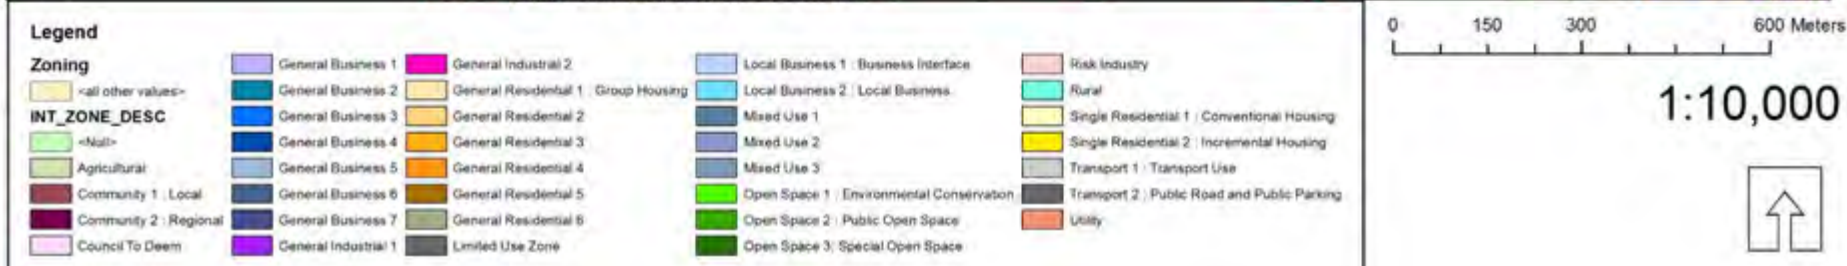 Legend
Zoning
<all other values>
INT_ZONE_DESC
<Null>
Agricultural
Community 1 : Local
Community 2 : Regional
Council To Deem
General Business 1
General Business 2
General Business 3
General Business 4
General Business 5
General Business 6
General Business 7
General Industrial 1
General Industrial 2
General Residential 1 : Group Housing
General Residential 2
General Residential 3
General Residential 4
General Residential 5
General Residential 6
Limited Use Zone
Local Business 1 : Business Interface
Local Business 2 : Local Business
Mixed Use 1
Mixed Use 2
Mixed Use 3
Open Space 1 : Environmental Conservation
Open Space 2 : Public Open Space
Open Space 3: Special Open Space
Risk Industry
Rural
Single Residential 1 : Conventional Housing
Single Residential 2 : Incremental Housing
Transport 1 : Transport Use
Transport 2 : Public Road and Public Parking
Utility
0 150 300 600 Meters
1:10,000